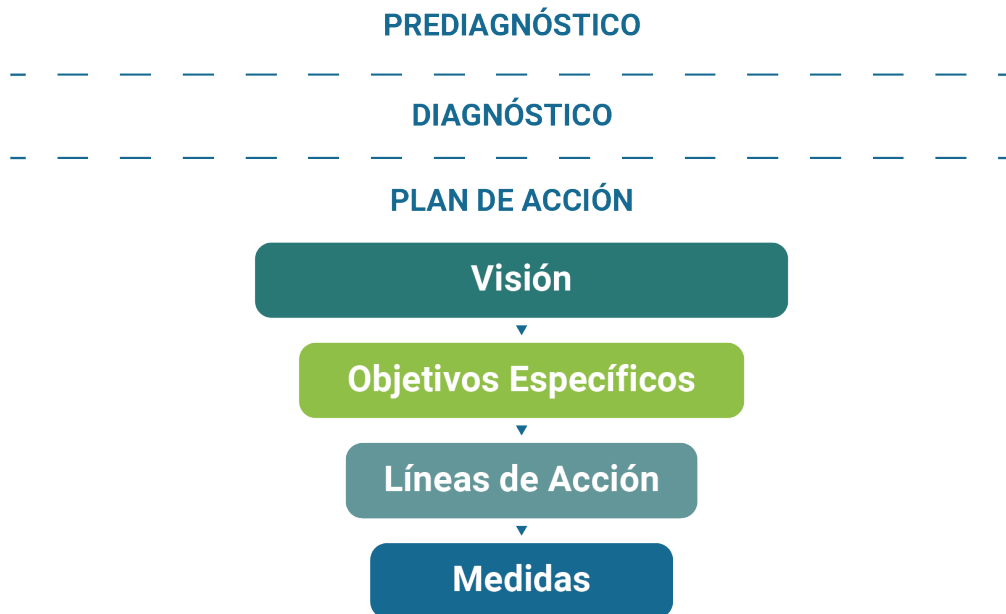 PREDIAGNÓSTICO
DIAGNÓSTICO
PLAN DE ACCIÓN
Visión
Objetivos Específicos
Líneas de Acción
Medidas